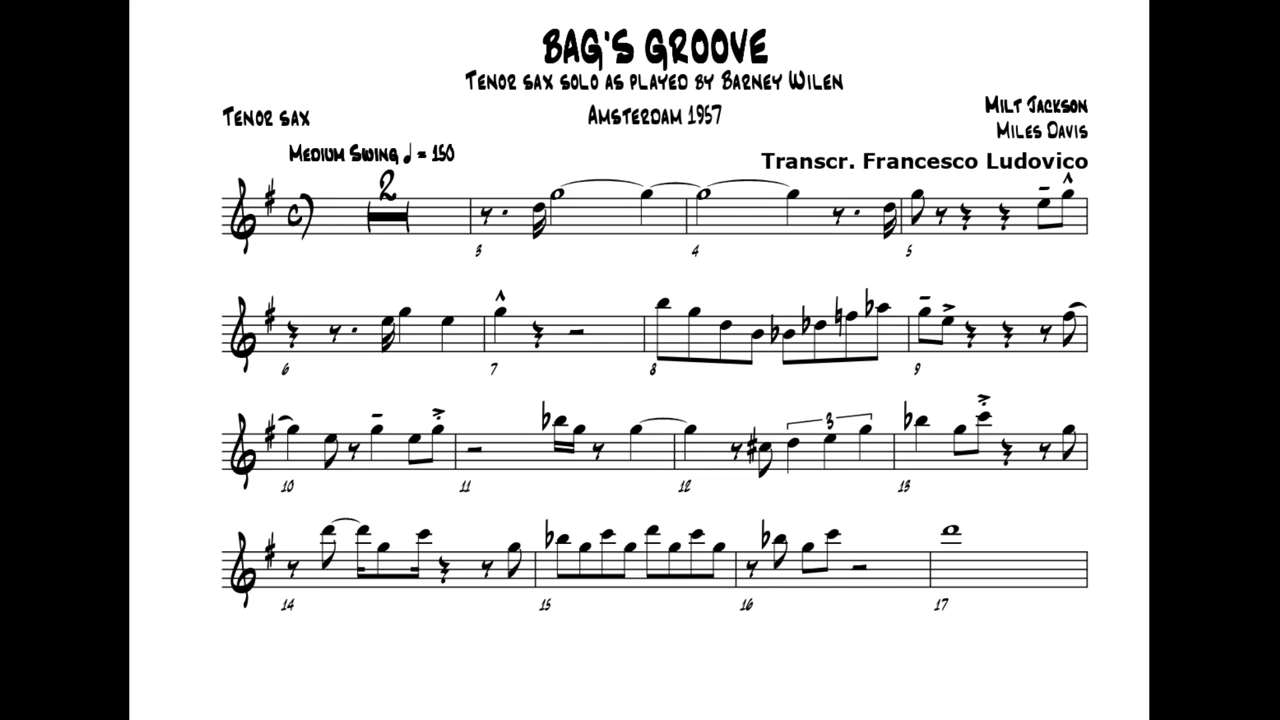 BAG'S GROOVE
TENOR SAX SOLO AS PLAYED BY BARNEY WILEN
AMSTERDAM 1957
TENOR SAX
MILT JACKSON
MILES DAVIS
MEDIUM SWING ♩ = 150
Transcr. Francesco Ludovico
2
3 4 5
6 7 8 9
3
10 11 12 13
14 15 16 17